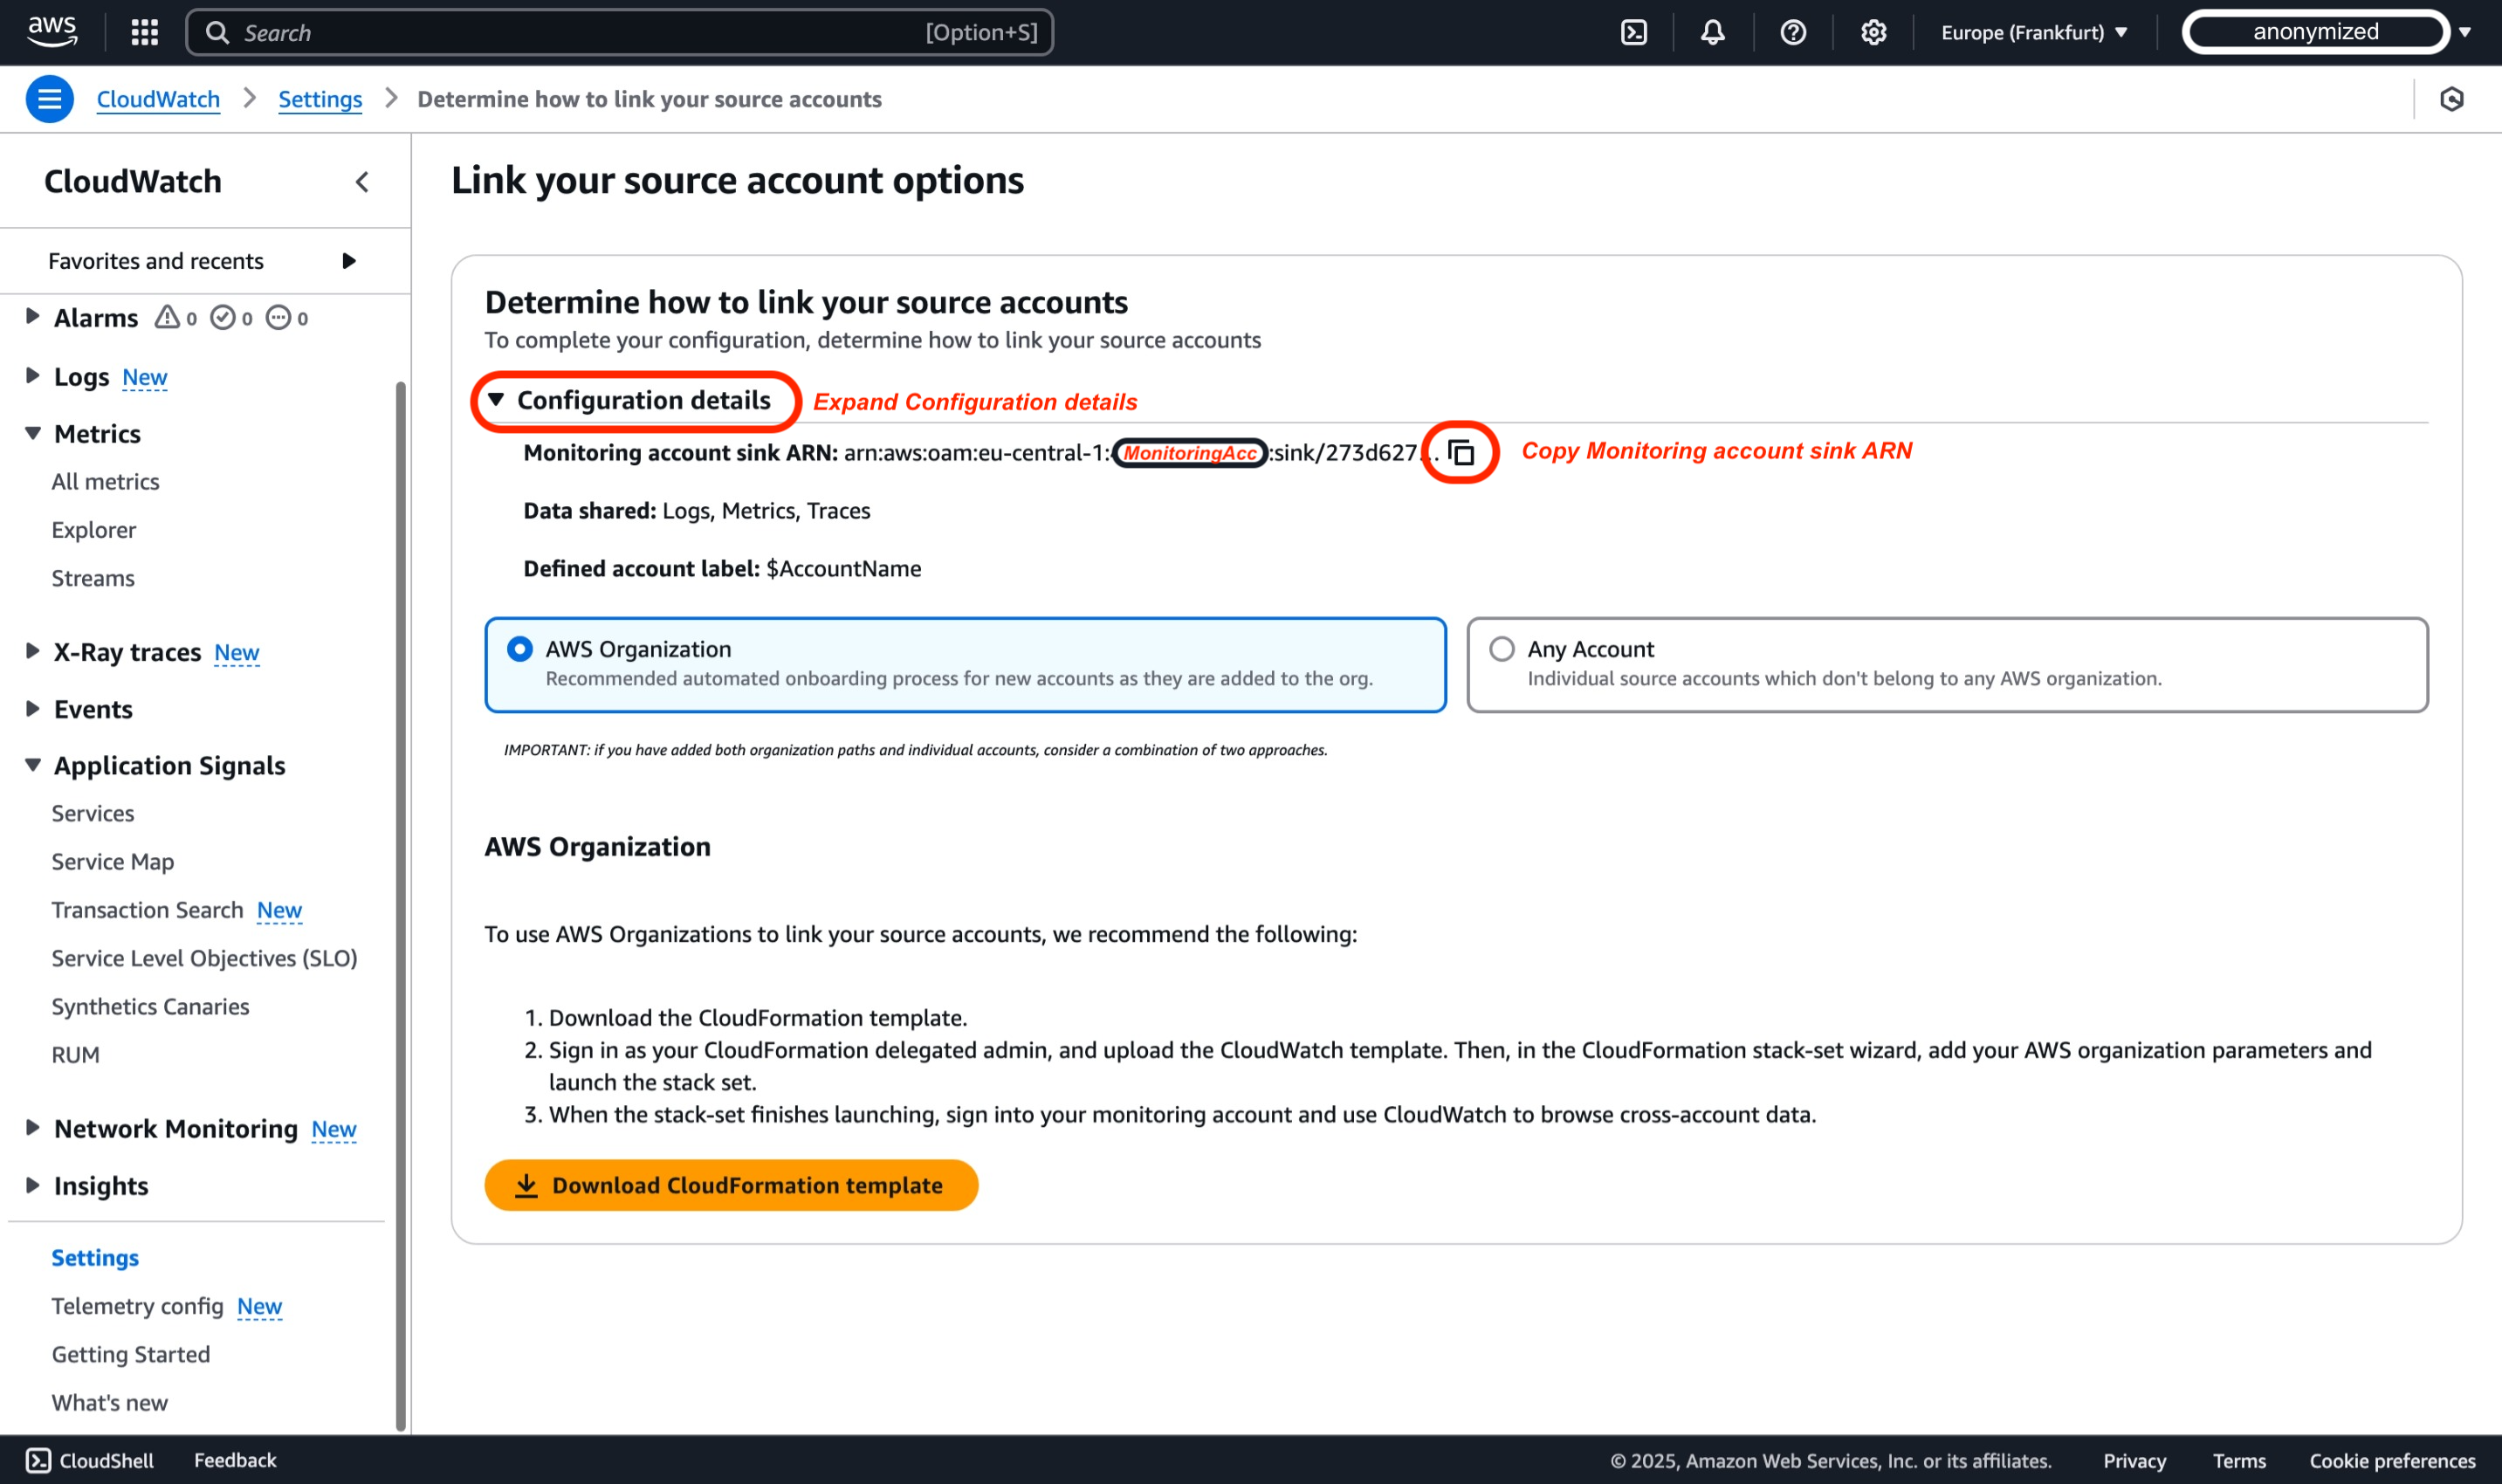 aws
Search
[Option+S]
Europe (Frankfurt)
anonymized
CloudWatch
Settings
Determine how to link your source accounts
CloudWatch
Favorites and recents
Alarms 0 0 0
Logs New
Metrics
All metrics
Explorer
Streams
X-Ray traces New
Events
Application Signals
Services
Service Map
Transaction Search New
Service Level Objectives (SLO)
Synthetics Canaries
RUM
Network Monitoring New
Insights
Settings
Telemetry config New
Getting Started
What's new
Link your source account options
Determine how to link your source accounts
To complete your configuration, determine how to link your source accounts
Configuration details Expand Configuration details
Monitoring account sink ARN: arn:aws:oam:eu-central-1: MonitoringAcc :sink/273d627... Copy Monitoring account sink ARN
Data shared: Logs, Metrics, Traces
Defined account label: $AccountName
AWS Organization
Recommended automated onboarding process for new accounts as they are added to the org.
Any Account
Individual source accounts which don't belong to any AWS organization.
IMPORTANT: if you have added both organization paths and individual accounts, consider a combination of two approaches.
AWS Organization
To use AWS Organizations to link your source accounts, we recommend the following:
1. Download the CloudFormation template.
2. Sign in as your CloudFormation delegated admin, and upload the CloudWatch template. Then, in the CloudFormation stack-set wizard, add your AWS organization parameters and
launch the stack set.
3. When the stack-set finishes launching, sign into your monitoring account and use CloudWatch to browse cross-account data.
Download CloudFormation template
CloudShell
Feedback
© 2025, Amazon Web Services, Inc. or its affiliates.
Privacy
Terms
Cookie preferences